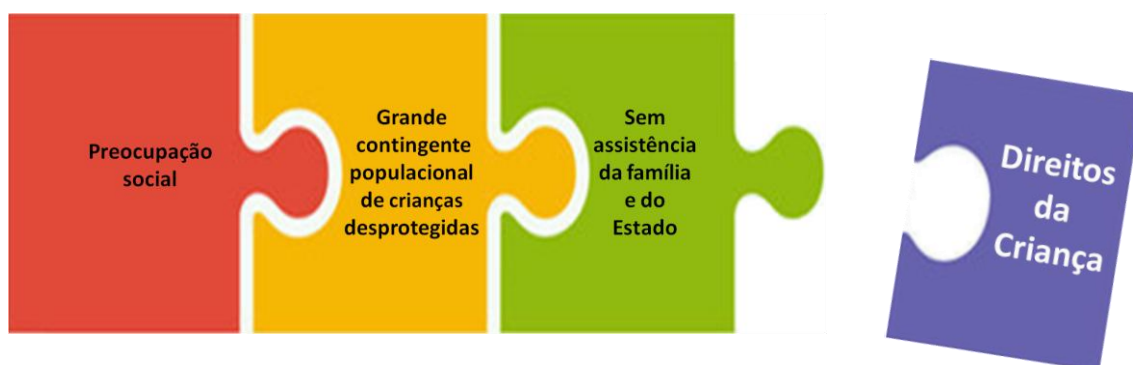 Preocupação
social
Grande
contingente
populacional
de crianças
desprotegidas
Sem
assistência
da família
e do
Estado
Direitos
da
Criança